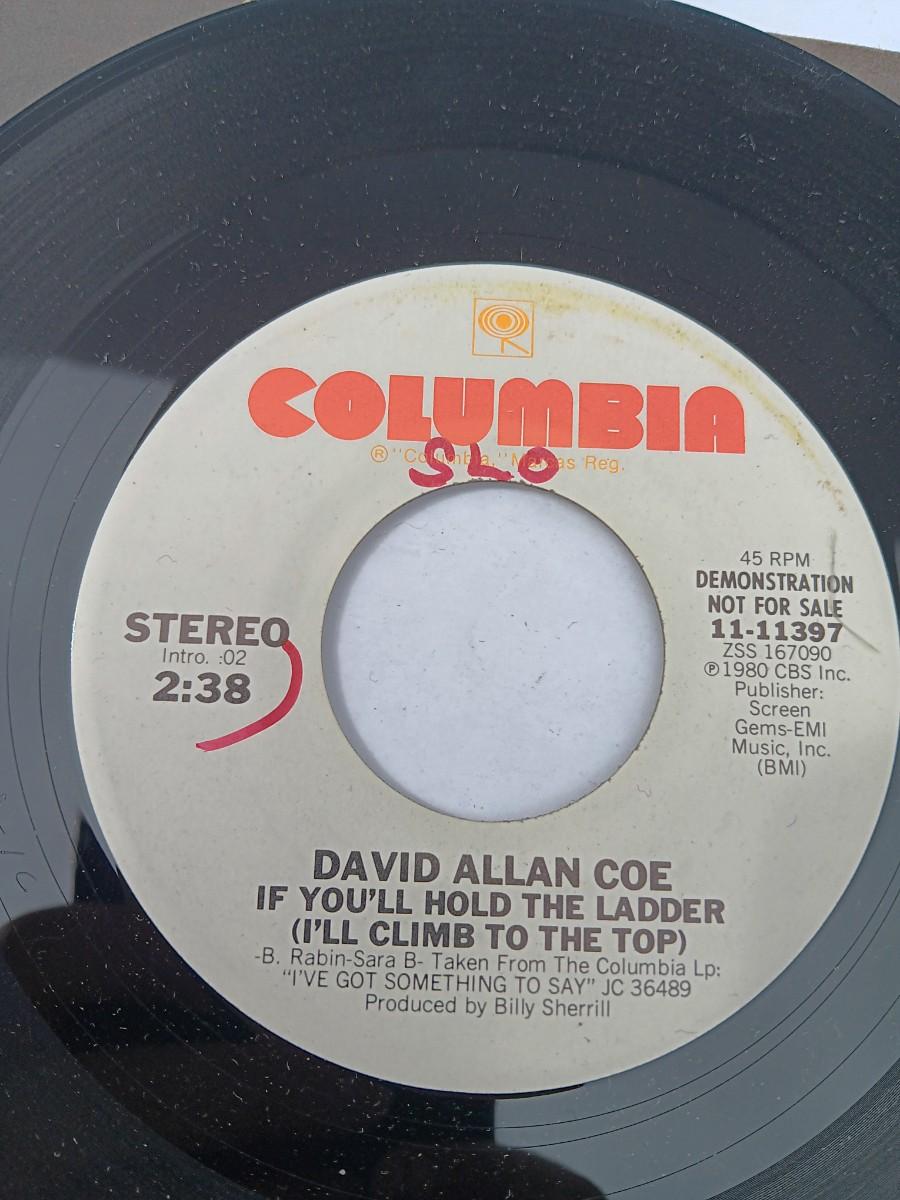 COLUMBIA
® "Columbia," Marcas Reg.
SLO
45 RPM
DEMONSTRATION
NOT FOR SALE
11-11397
ZSS 167090
℗1980 CBS Inc.
Publisher:
Screen
Gems-EMI
Music, Inc.
(BMI)
STEREO
Intro. :02
2:38
DAVID ALLAN COE
IF YOU'LL HOLD THE LADDER
(I'LL CLIMB TO THE TOP)
-B. Rabin-Sara B- Taken From The Columbia Lp:
"I'VE GOT SOMETHING TO SAY" JC 36489
Produced by Billy Sherrill